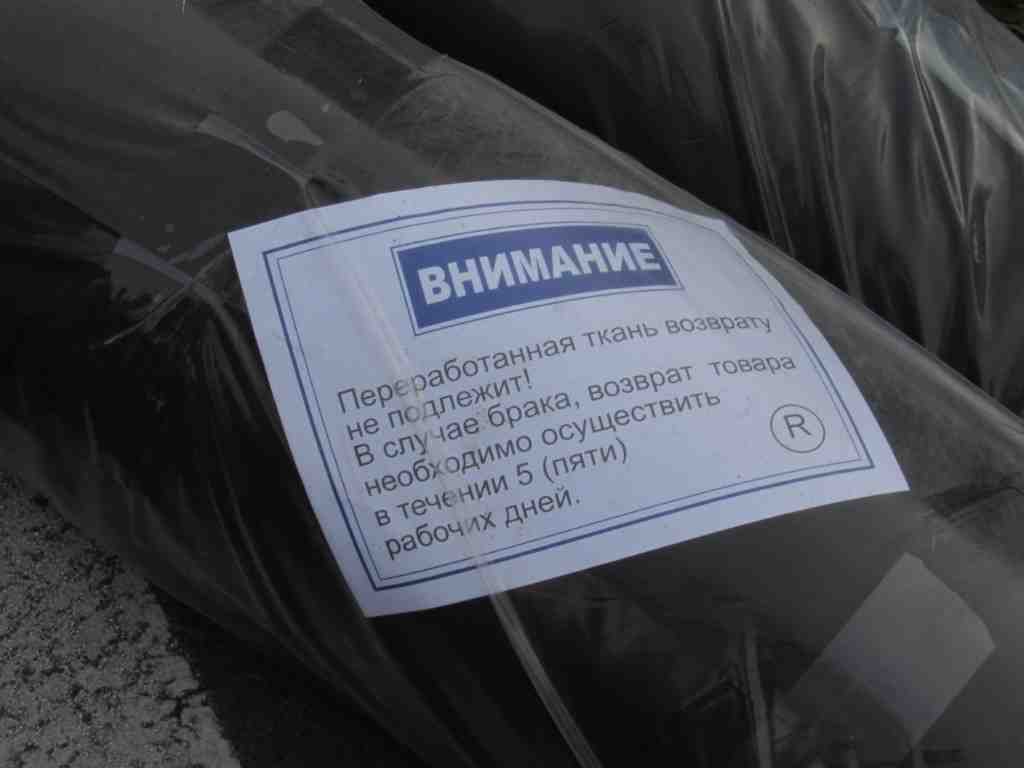 ВНИМАНИЕ
Переработанная ткань возврату
не подлежит!
В случае брака, возврат товара
необходимо осуществить
в течении 5 (пяти)
рабочих дней.
R